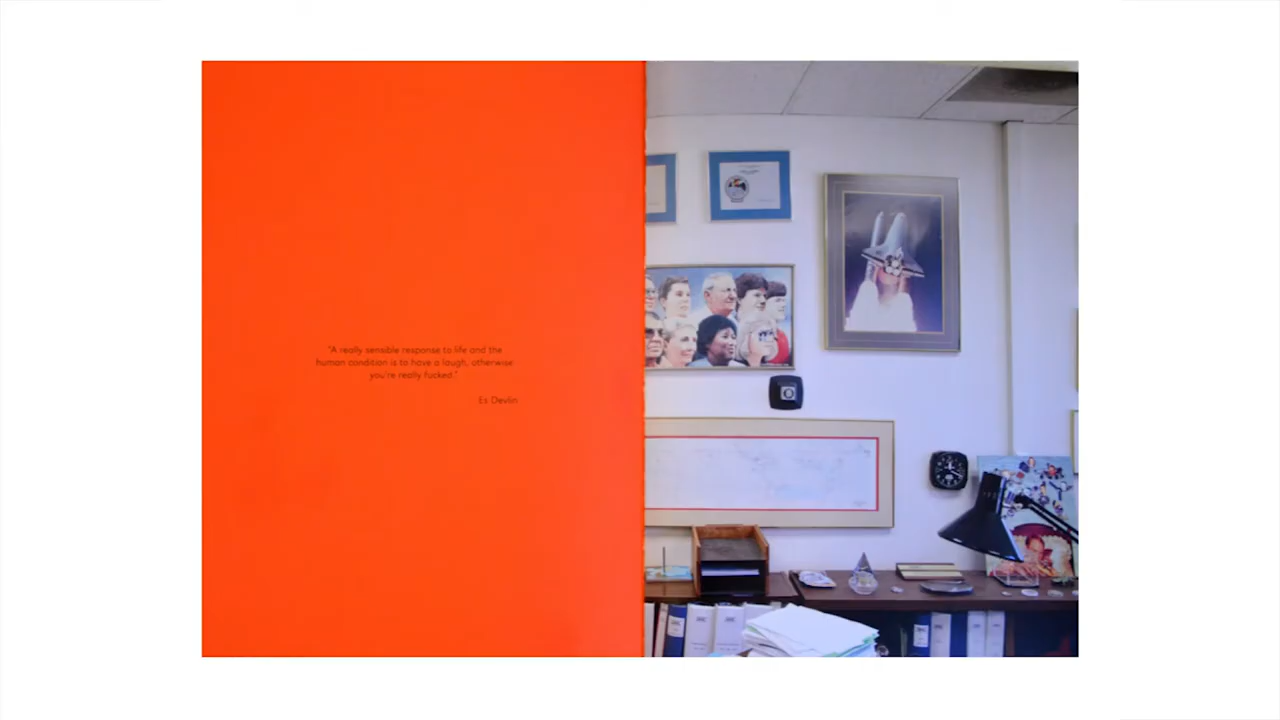 "A really sensible response to life and the
human condition is to have a laugh, otherwise
you're really fucked."
Es Devlin